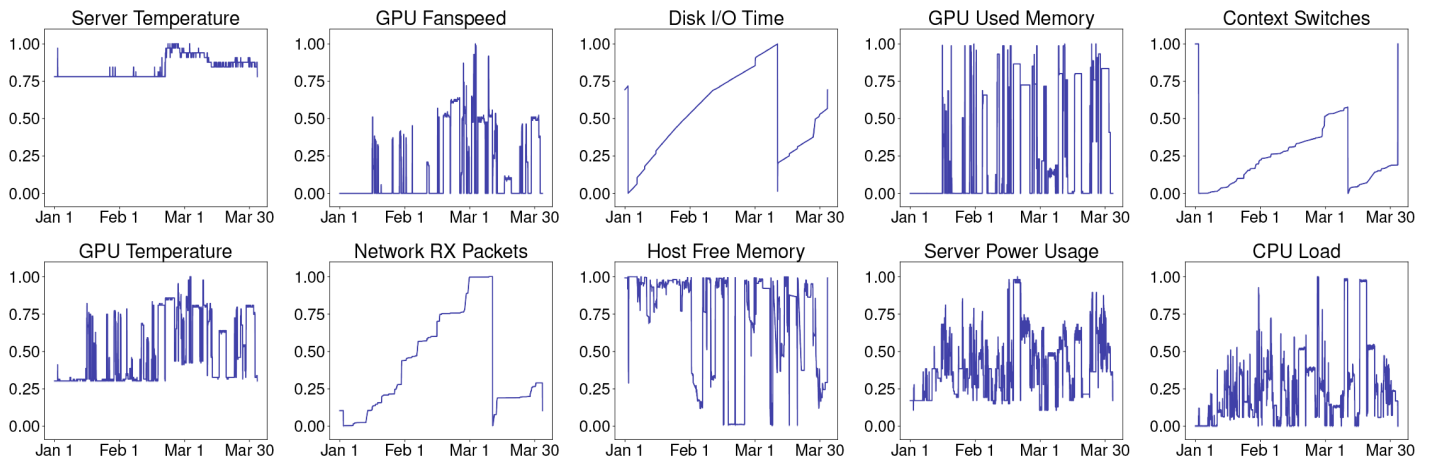 Server Temperature
GPU Fanspeed
Disk I/O Time
GPU Used Memory
Context Switches
1.00
0.75
0.50
0.25
0.00
Jan 1 Feb 1 Mar 1 Mar 30
1.00
0.75
0.50
0.25
0.00
Jan 1 Feb 1 Mar 1 Mar 30
1.00
0.75
0.50
0.25
0.00
Jan 1 Feb 1 Mar 1 Mar 30
1.00
0.75
0.50
0.25
0.00
Jan 1 Feb 1 Mar 1 Mar 30
1.00
0.75
0.50
0.25
0.00
Jan 1 Feb 1 Mar 1 Mar 30
GPU Temperature
Network RX Packets
Host Free Memory
Server Power Usage
CPU Load
1.00
0.75
0.50
0.25
0.00
Jan 1 Feb 1 Mar 1 Mar 30
1.00
0.75
0.50
0.25
0.00
Jan 1 Feb 1 Mar 1 Mar 30
1.00
0.75
0.50
0.25
0.00
Jan 1 Feb 1 Mar 1 Mar 30
1.00
0.75
0.50
0.25
0.00
Jan 1 Feb 1 Mar 1 Mar 30
1.00
0.75
0.50
0.25
0.00
Jan 1 Feb 1 Mar 1 Mar 30